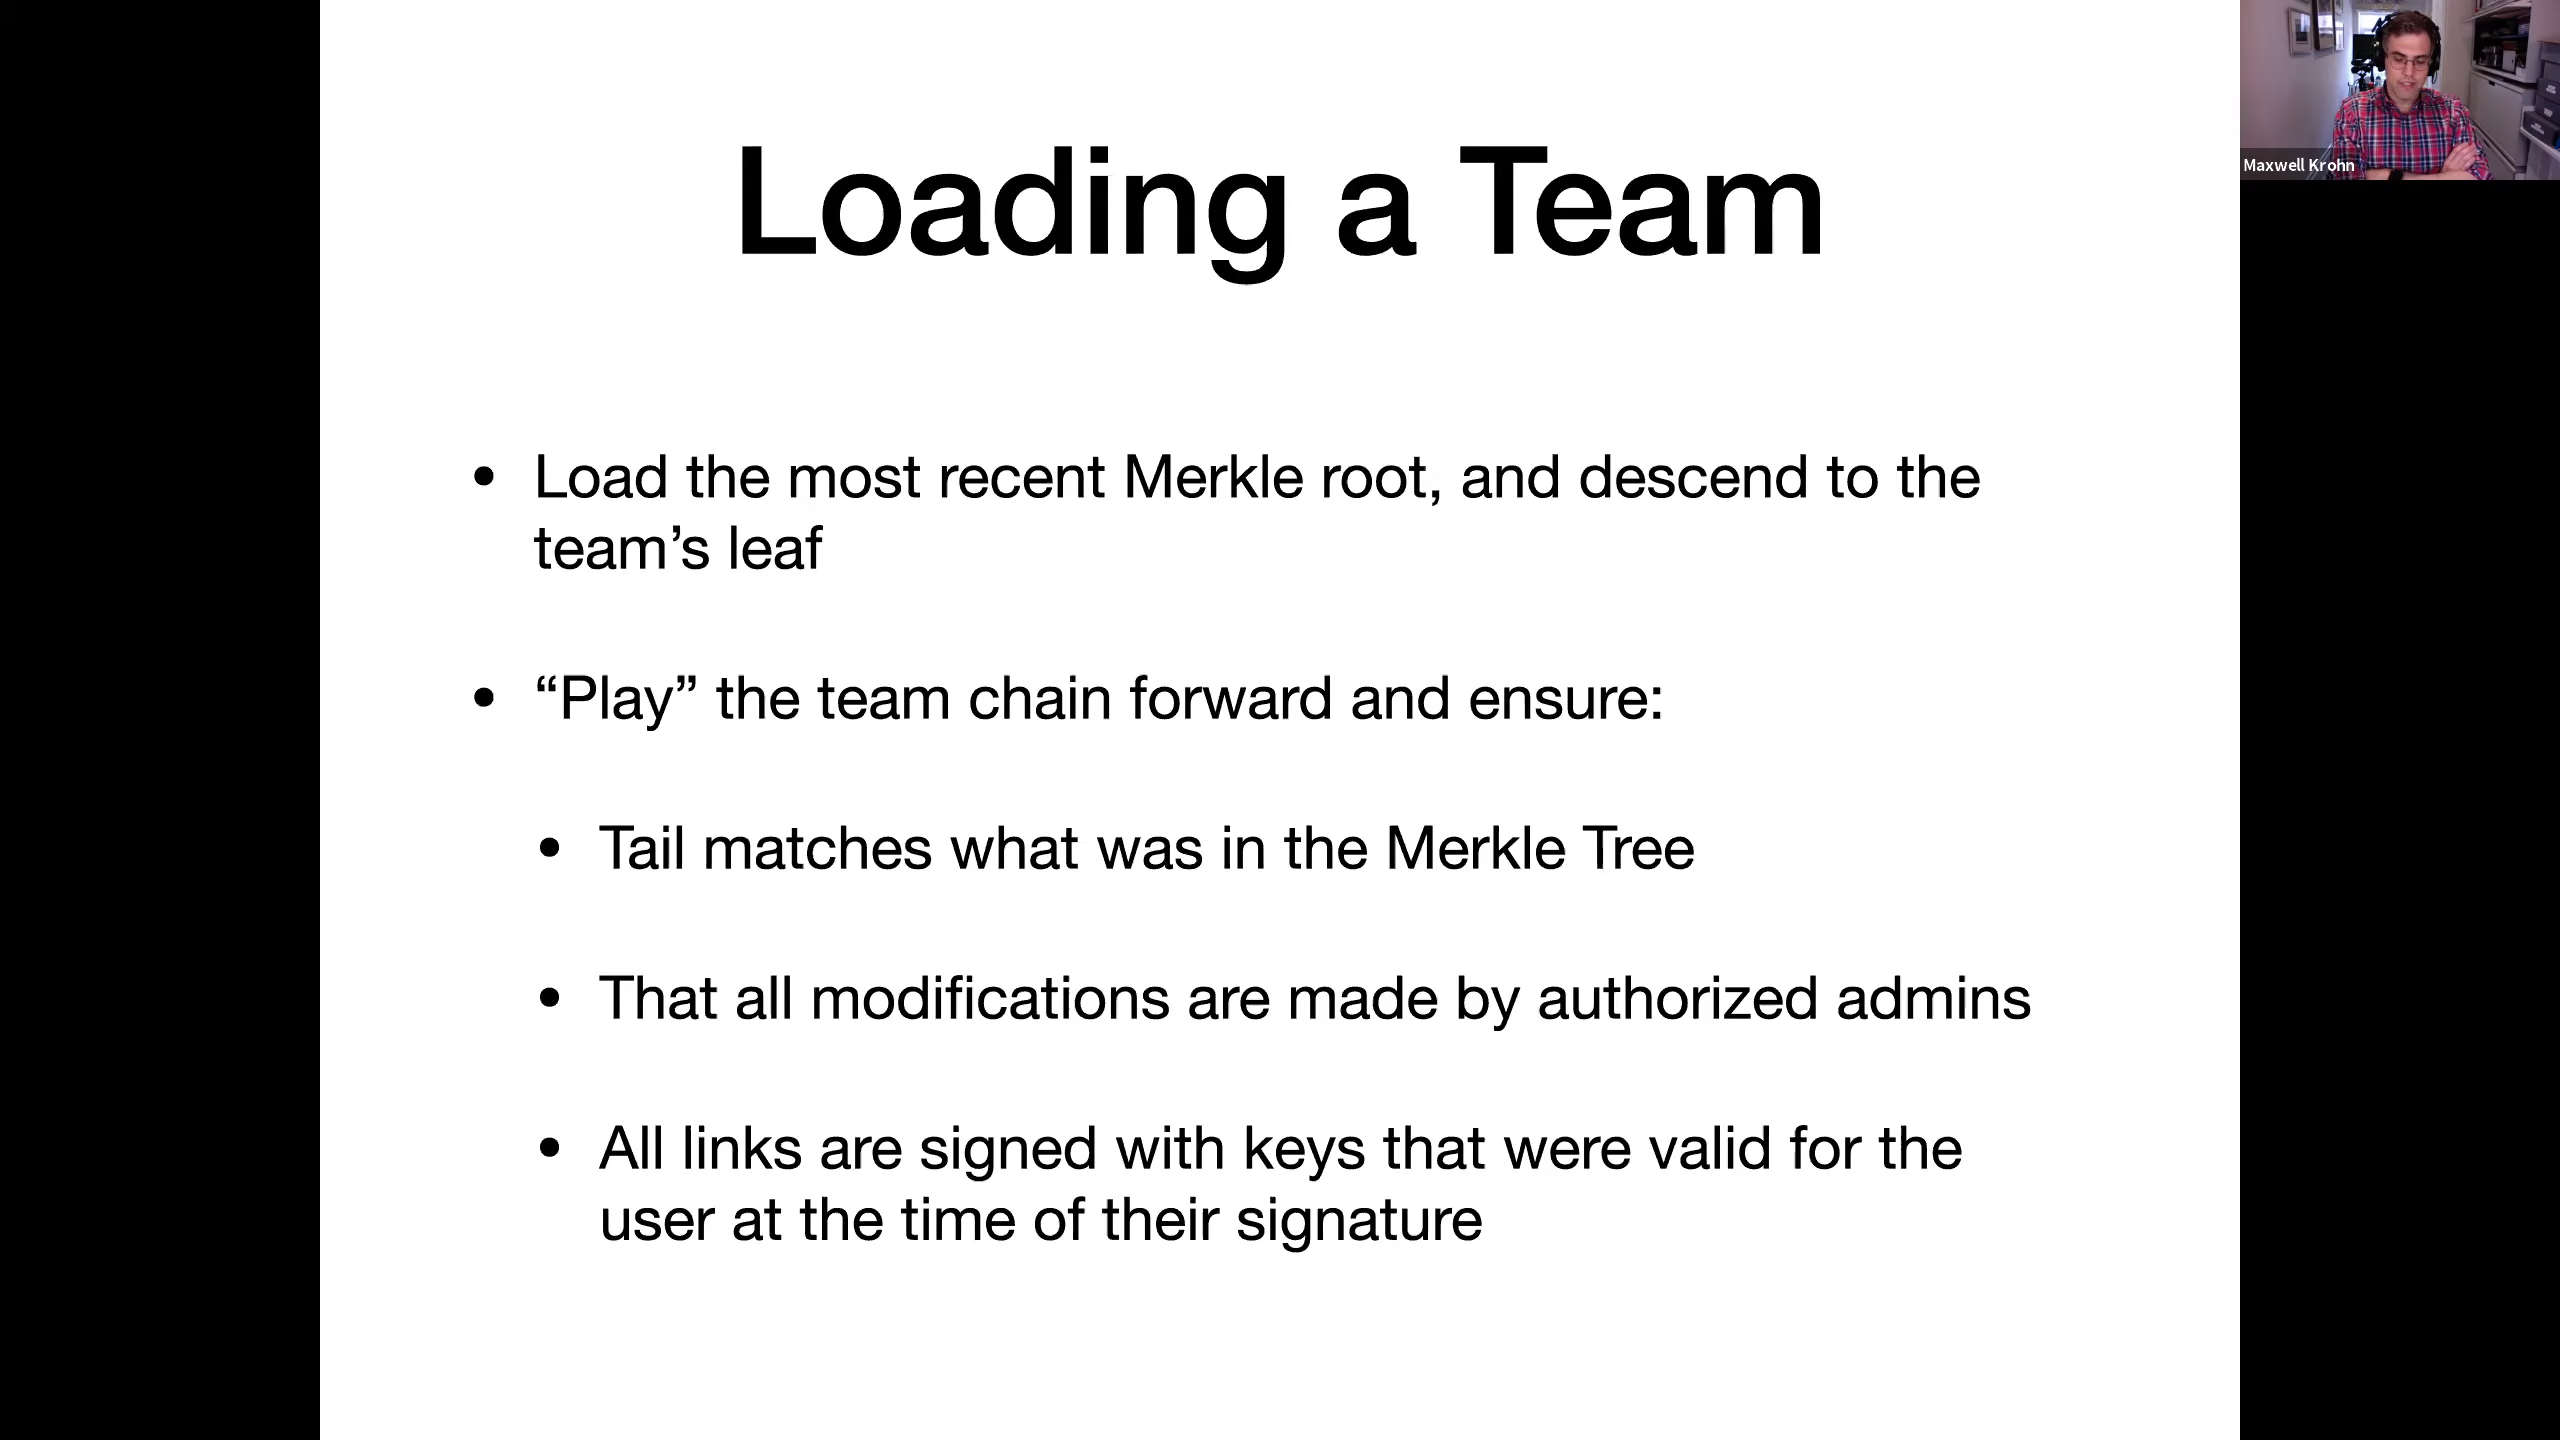 Loading a Team
Maxwell Krohn
• Load the most recent Merkle root, and descend to the
team’s leaf
• “Play” the team chain forward and ensure:
• Tail matches what was in the Merkle Tree
• That all modifications are made by authorized admins
• All links are signed with keys that were valid for the
user at the time of their signature